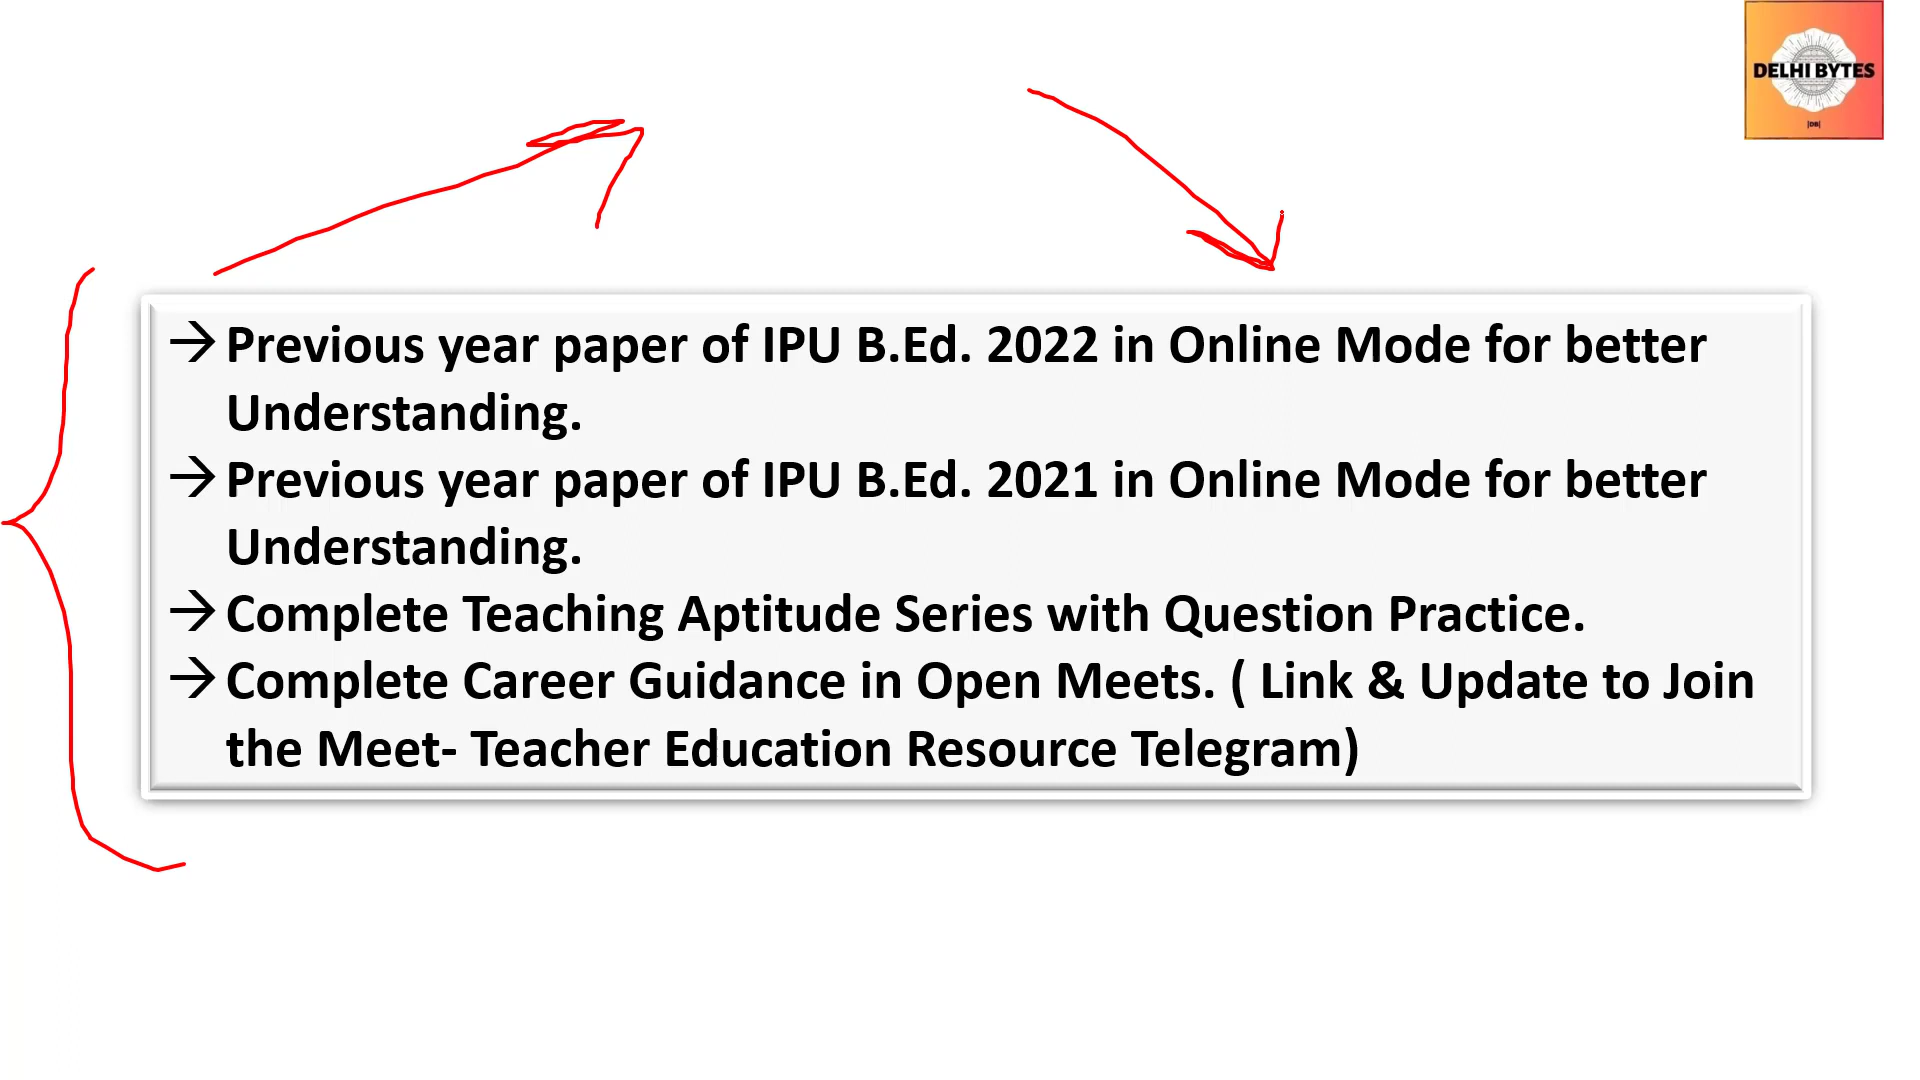 DELHI BYTES
|DB|
→ Previous year paper of IPU B.Ed. 2022 in Online Mode for better
Understanding.
→ Previous year paper of IPU B.Ed. 2021 in Online Mode for better
Understanding.
→ Complete Teaching Aptitude Series with Question Practice.
→ Complete Career Guidance in Open Meets. ( Link & Update to Join
the Meet- Teacher Education Resource Telegram)